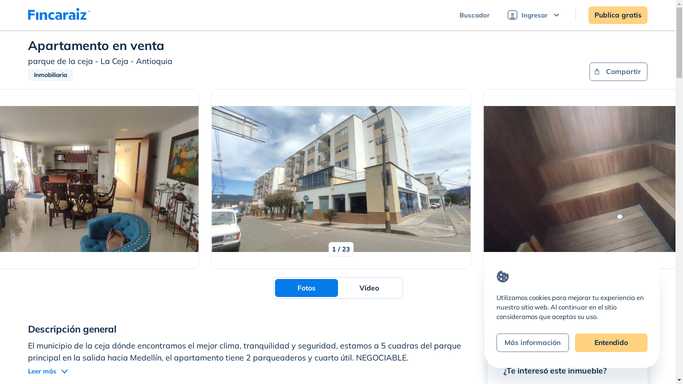 Fincaraiz
Buscador
Ingresar
Publica gratis
Apartamento en venta
parque de la ceja - La Ceja - Antioquia
Inmobiliaria
Compartir
1 / 23
Fotos
Video
Utilizamos cookies para mejorar tu experiencia en
nuestro sitio web. Al continuar en el sitio
consideramos que aceptas su uso.
Más información
Entendido
Descripción general
El municipio de la ceja dónde encontramos el mejor clima, tranquilidad y seguridad, estamos a 5 cuadras del parque
principal en la salida hacía Medellín, el apartamento tiene 2 parqueaderos y cuarto útil. NEGOCIABLE.
Leer más
¿Te interesó este inmueble?